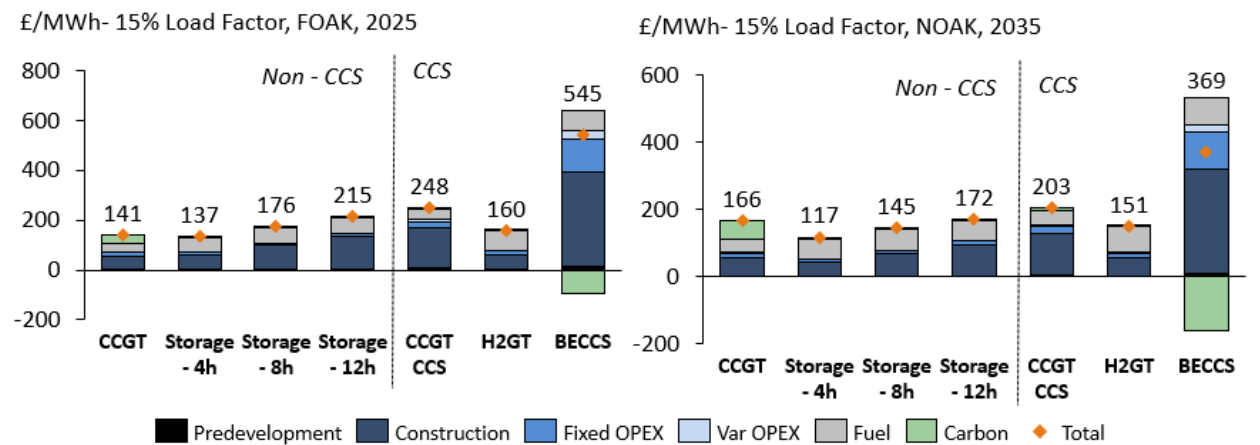 £/MWh- 15% Load Factor, FOAK, 2025
800
600
400
200
0
-200
Non - CCS
CCS
141
137
176
215
248
160
545
CCGT
Storage
- 4h
Storage
- 8h
Storage
- 12h
CCGT
CCS
H2GT
BECCS
£/MWh- 15% Load Factor, NOAK, 2035
600
400
200
0
-200
Non - CCS
CCS
166
117
145
172
203
151
369
CCGT
Storage
- 4h
Storage
- 8h
Storage
- 12h
CCGT
CCS
H2GT
BECCS
Predevelopment
Construction
Fixed OPEX
Var OPEX
Fuel
Carbon
Total